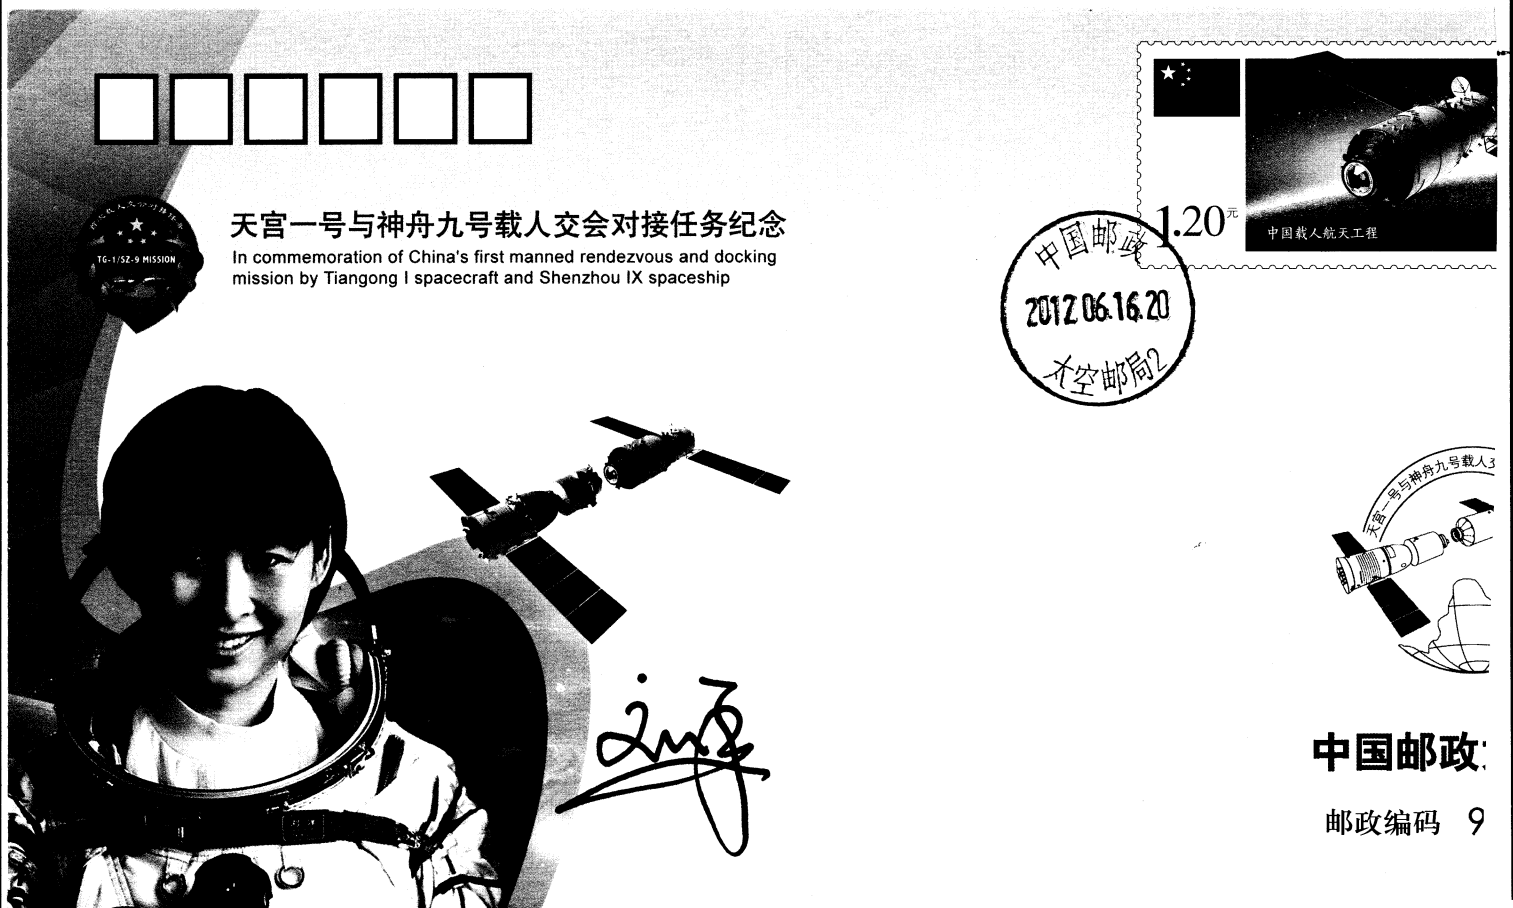 天宫一号与神舟九号载人交会对接任务纪念
In commemoration of China's first manned rendezvous and docking
mission by Tiangong I spacecraft and Shenzhou IX spaceship
TG-1/SZ-9 MISSION
1.20元
中国载人航天工程
中国邮政
2012.06.16.20
太空邮局2
天宫一号与神舟九号载人交
中国邮政
邮政编码 9